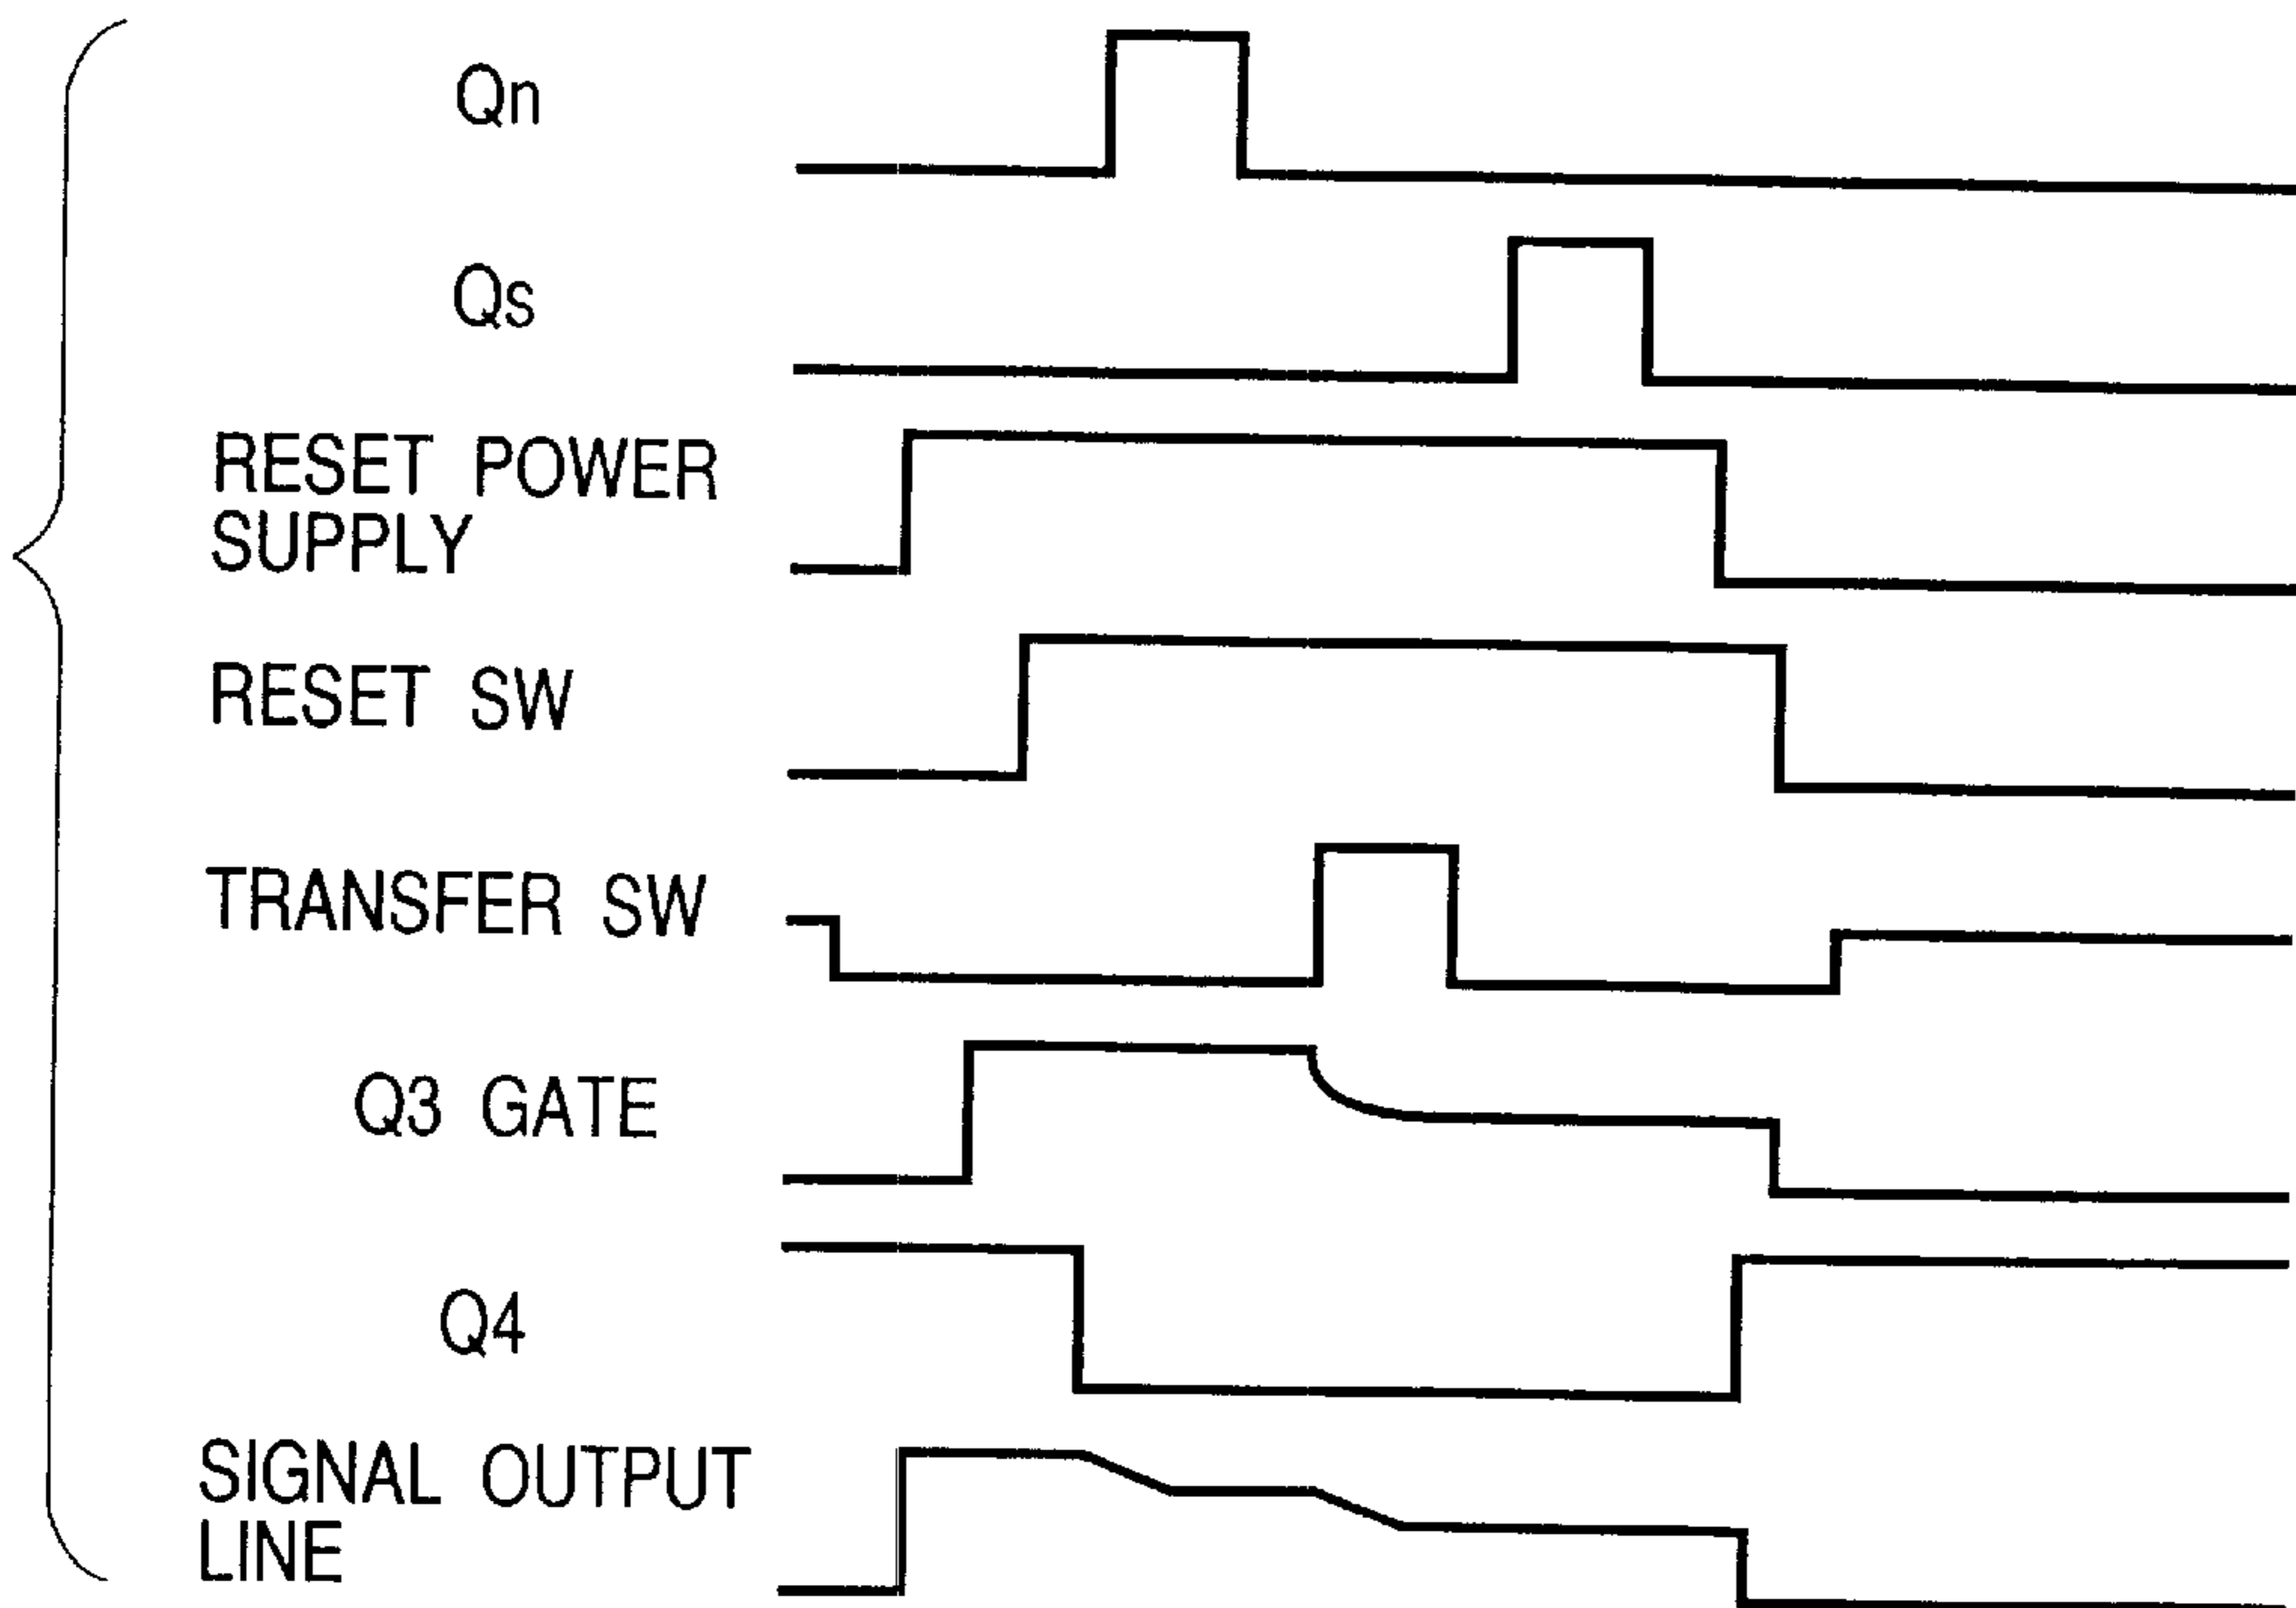 Qn
Qs
RESET POWER
SUPPLY
RESET SW
TRANSFER SW
Q3 GATE
Q4
SIGNAL OUTPUT
LINE